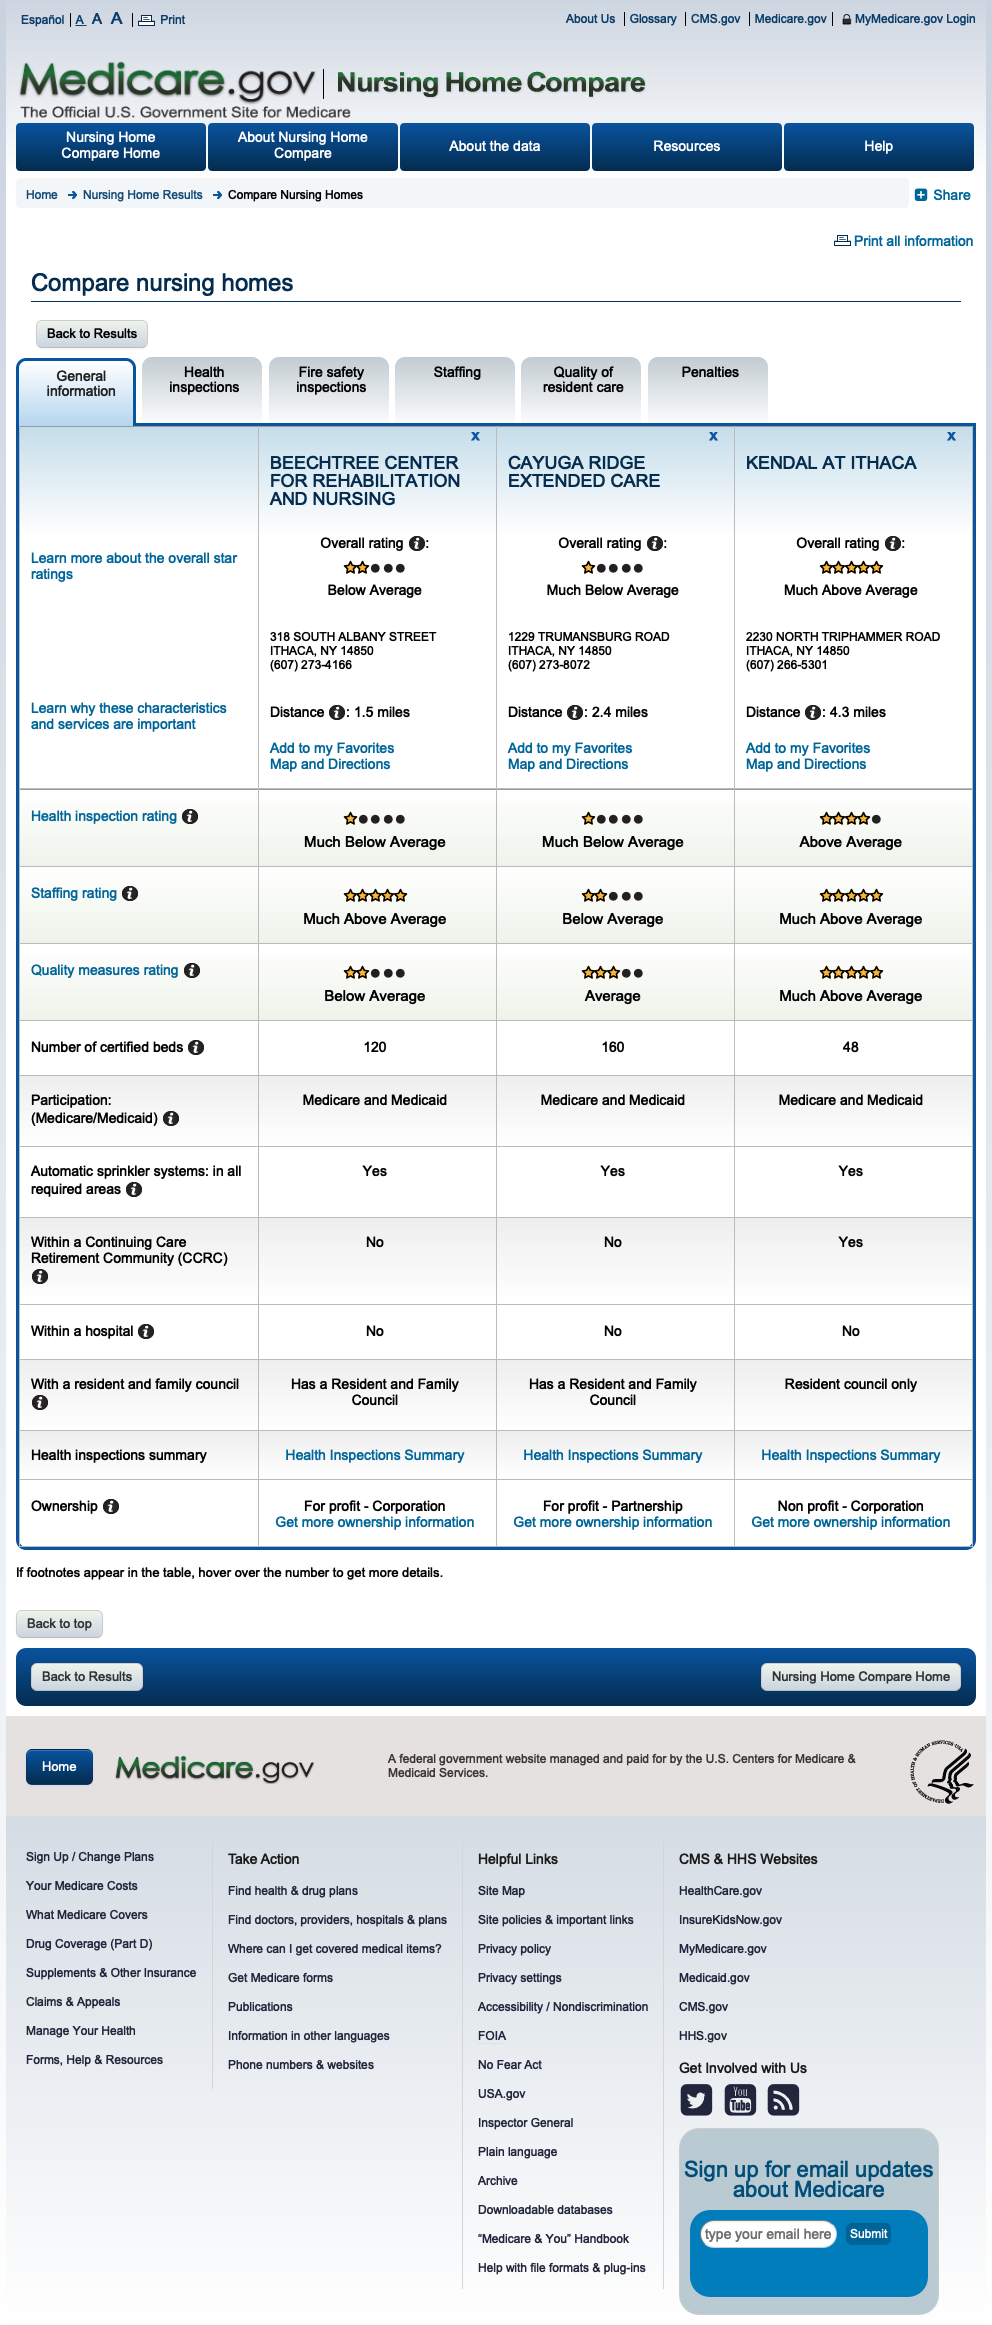 Español A A A Print
About Us Glossary CMS.gov Medicare.gov MyMedicare.gov Login
Medicare.gov Nursing Home Compare
The Official U.S. Government Site for Medicare
Nursing Home
Compare Home
About Nursing Home
Compare
About the data
Resources
Help
Home Nursing Home Results Compare Nursing Homes
Share
Print all information
Compare nursing homes
Back to Results
General
information
Health
inspections
Fire safety
inspections
Staffing
Quality of
resident care
Penalties
Learn more about the overall star
ratings
Learn why these characteristics
and services are important
x
BEECHTREE CENTER
FOR REHABILITATION
AND NURSING
Overall rating i:
Below Average
318 SOUTH ALBANY STREET
ITHACA, NY 14850
(607) 273-4166
Distance i: 1.5 miles
Add to my Favorites
Map and Directions
x
CAYUGA RIDGE
EXTENDED CARE
Overall rating i:
Much Below Average
1229 TRUMANSBURG ROAD
ITHACA, NY 14850
(607) 273-8072
Distance i: 2.4 miles
Add to my Favorites
Map and Directions
x
KENDAL AT ITHACA
Overall rating i:
Much Above Average
2230 NORTH TRIPHAMMER ROAD
ITHACA, NY 14850
(607) 266-5301
Distance i: 4.3 miles
Add to my Favorites
Map and Directions
Health inspection rating i
Much Below Average
Much Below Average
Above Average
Staffing rating i
Much Above Average
Below Average
Much Above Average
Quality measures rating i
Below Average
Average
Much Above Average
Number of certified beds i
120
160
48
Participation:
(Medicare/Medicaid) i
Medicare and Medicaid
Medicare and Medicaid
Medicare and Medicaid
Automatic sprinkler systems: in all
required areas i
Yes
Yes
Yes
Within a Continuing Care
Retirement Community (CCRC)
i
No
No
Yes
Within a hospital i
No
No
No
With a resident and family council
i
Has a Resident and Family
Council
Has a Resident and Family
Council
Resident council only
Health inspections summary
Health Inspections Summary
Health Inspections Summary
Health Inspections Summary
Ownership i
For profit - Corporation
Get more ownership information
For profit - Partnership
Get more ownership information
Non profit - Corporation
Get more ownership information
If footnotes appear in the table, hover over the number to get more details.
Back to top
Back to Results
Nursing Home Compare Home
Home
Medicare.gov
A federal government website managed and paid for by the U.S. Centers for Medicare &
Medicaid Services.
DEPARTMENT OF HEALTH & HUMAN SERVICES • USA
Sign Up / Change Plans
Your Medicare Costs
What Medicare Covers
Drug Coverage (Part D)
Supplements & Other Insurance
Claims & Appeals
Manage Your Health
Forms, Help & Resources
Take Action
Find health & drug plans
Find doctors, providers, hospitals & plans
Where can I get covered medical items?
Get Medicare forms
Publications
Information in other languages
Phone numbers & websites
Helpful Links
Site Map
Site policies & important links
Privacy policy
Privacy settings
Accessibility / Nondiscrimination
FOIA
No Fear Act
USA.gov
Inspector General
Plain language
Archive
Downloadable databases
“Medicare & You” Handbook
Help with file formats & plug-ins
CMS & HHS Websites
HealthCare.gov
InsureKidsNow.gov
MyMedicare.gov
Medicaid.gov
CMS.gov
HHS.gov
Get Involved with Us
You
Tube
Sign up for email updates
about Medicare
type your email here Submit